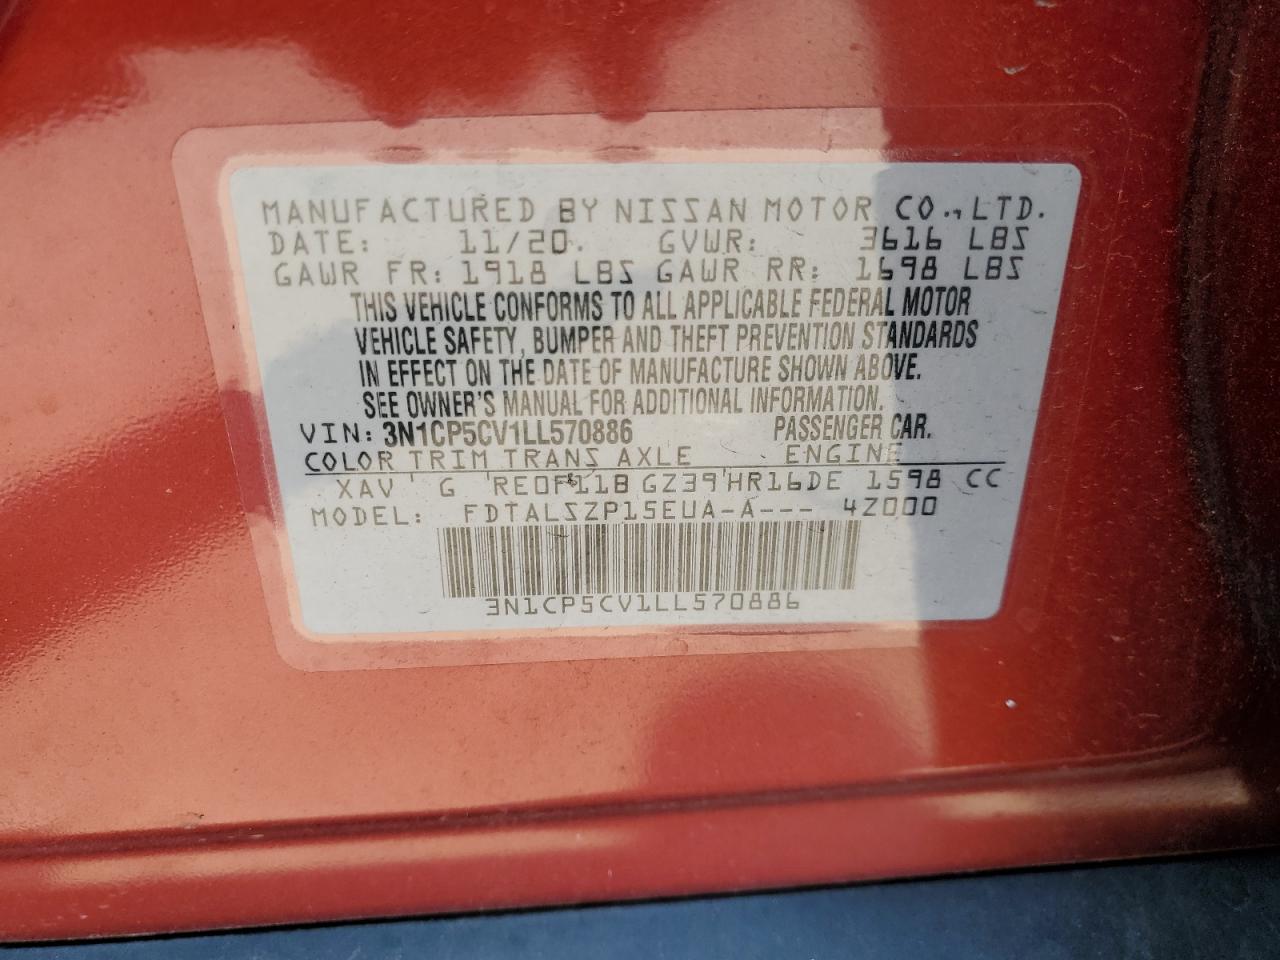 MANUFACTURED BY NISSAN MOTOR CO., LTD.
DATE: 11/20. GVWR: 3616 LBS
GAWR FR: 1918 LBS GAWR RR: 1698 LBS
THIS VEHICLE CONFORMS TO ALL APPLICABLE FEDERAL MOTOR
VEHICLE SAFETY, BUMPER AND THEFT PREVENTION STANDARDS
IN EFFECT ON THE DATE OF MANUFACTURE SHOWN ABOVE.
SEE OWNER'S MANUAL FOR ADDITIONAL INFORMATION.
VIN: 3N1CP5CV1LL570886 PASSENGER CAR.
COLOR TRIM TRANS AXLE ENGINE
XAV ' G 'RE0F11B GZ39'HR16DE 1598 CC
MODEL: FDTALSZP15EUA-A--- 4Z000
3N1CP5CV1LL570886